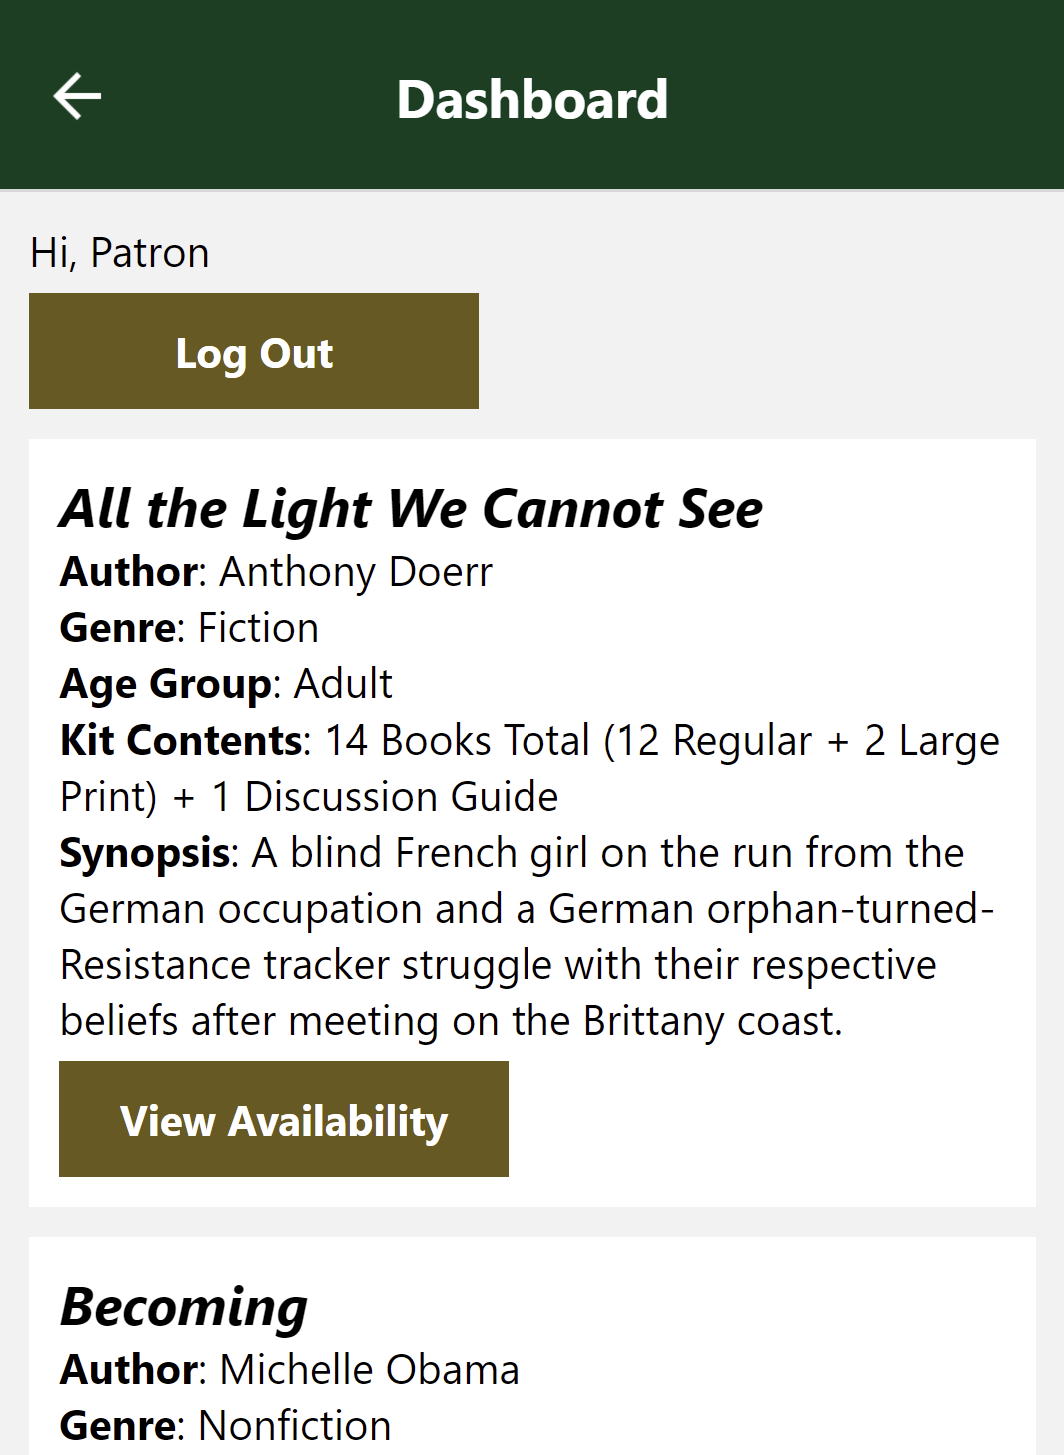 Dashboard
Hi, Patron
Log Out
All the Light We Cannot See
Author: Anthony Doerr
Genre: Fiction
Age Group: Adult
Kit Contents: 14 Books Total (12 Regular + 2 Large
Print) + 1 Discussion Guide
Synopsis: A blind French girl on the run from the
German occupation and a German orphan-turned-
Resistance tracker struggle with their respective
beliefs after meeting on the Brittany coast.
View Availability
Becoming
Author: Michelle Obama
Genre: Nonfiction